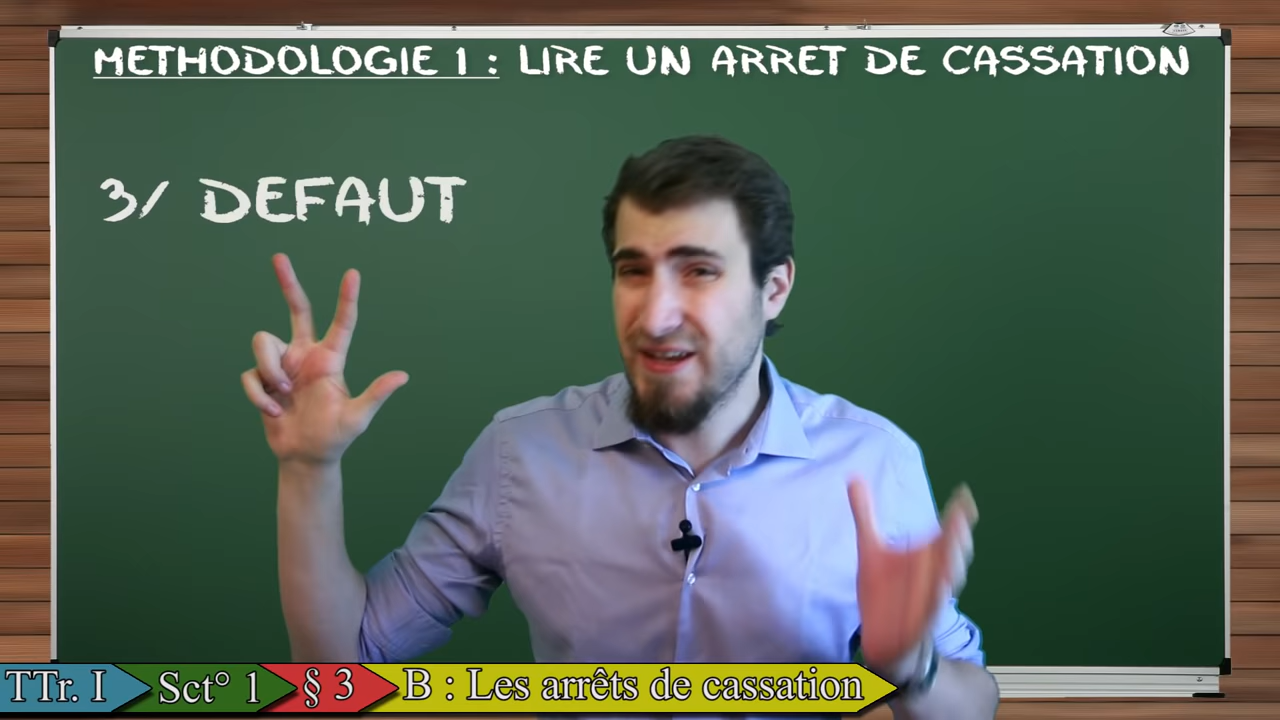 METHODOLOGIE 1 : LIRE UN ARRET DE CASSATION
3/ DEFAUT
TTr. I Sct° 1 § 3 B : Les arrêts de cassation